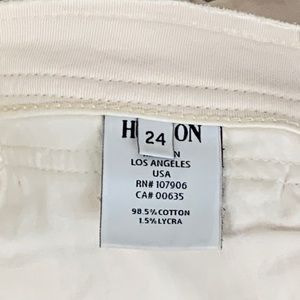 24
LOS ANGELES
USA
RN# 107906
CA# 00635
98.5% COTTON
1.5% LYCRA